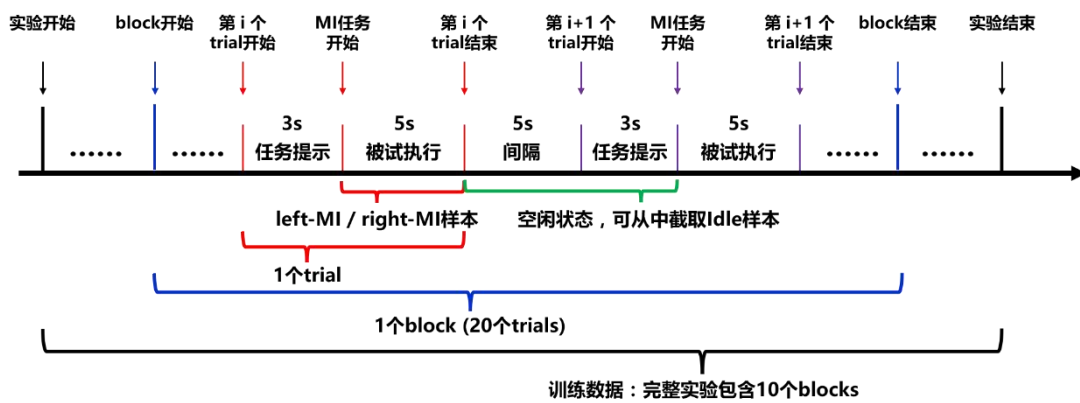 实验开始
block开始
第 i 个
trial开始
MI任务
开始
第 i 个
trial结束
第 i+1 个
trial开始
MI任务
开始
第 i+1 个
trial结束
block结束
实验结束
……
……
3s
任务提示
5s
被试执行
5s
间隔
3s
任务提示
5s
被试执行
……
……
left-MI / right-MI样本
空闲状态，可从中截取Idle样本
1个trial
1个block (20个trials)
训练数据：完整实验包含10个blocks